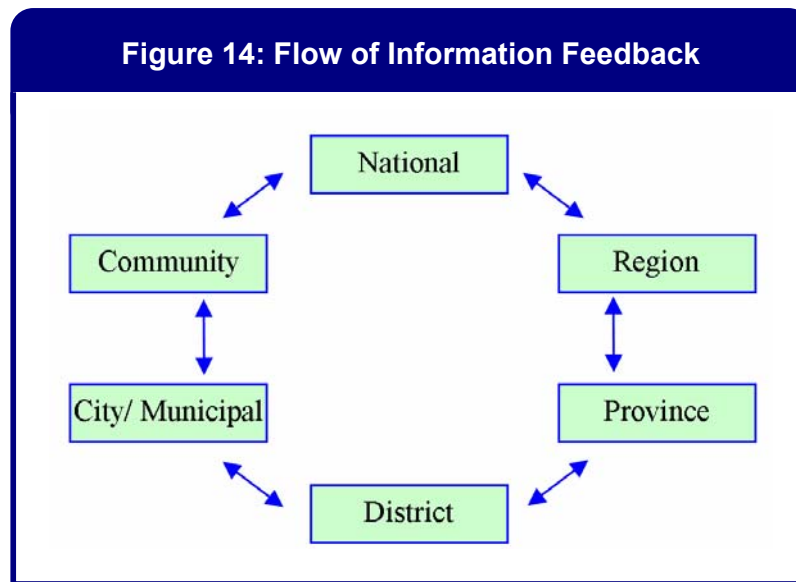 Figure 14: Flow of Information Feedback
National
Community
Region
City/ Municipal
Province
District